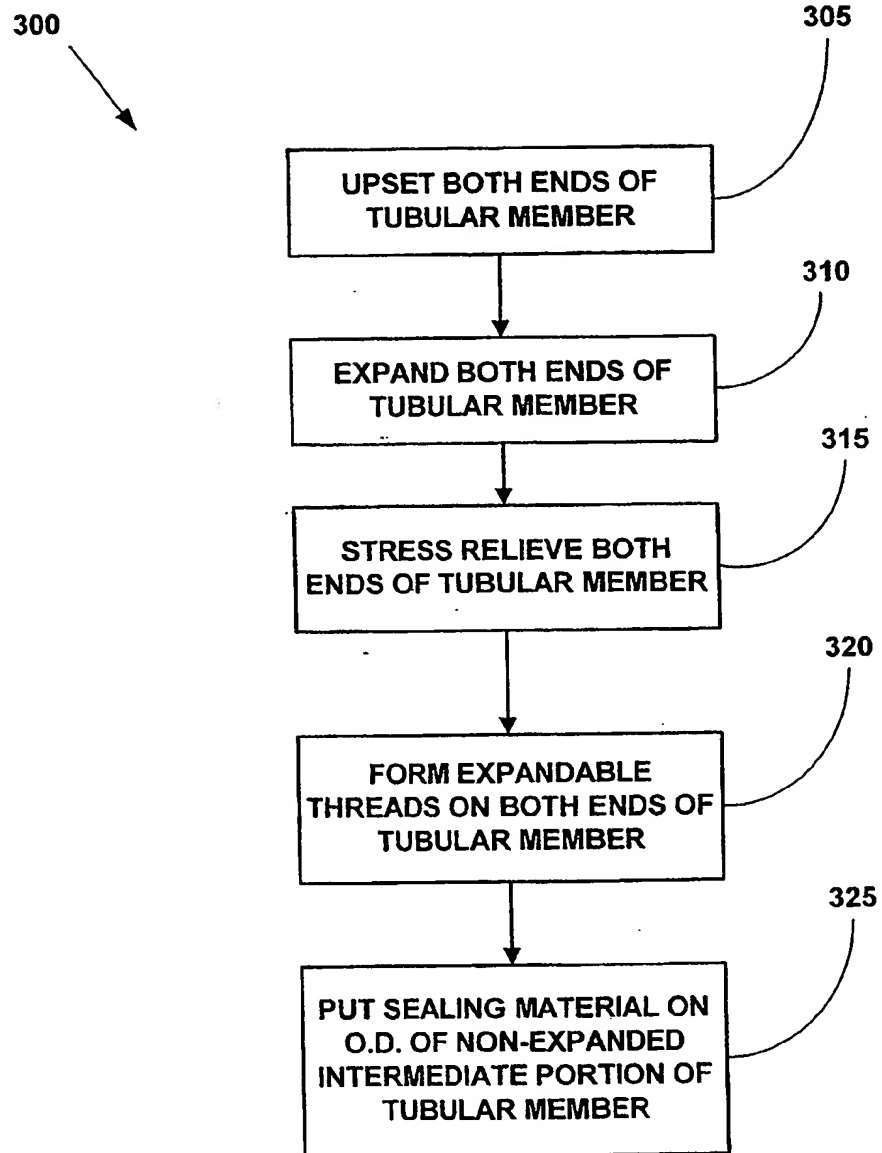 300
305
UPSET BOTH ENDS OF
TUBULAR MEMBER
310
EXPAND BOTH ENDS OF
TUBULAR MEMBER
315
STRESS RELIEVE BOTH
ENDS OF TUBULAR MEMBER
320
FORM EXPANDABLE
THREADS ON BOTH ENDS OF
TUBULAR MEMBER
325
PUT SEALING MATERIAL ON
O.D. OF NON-EXPANDED
INTERMEDIATE PORTION OF
TUBULAR MEMBER